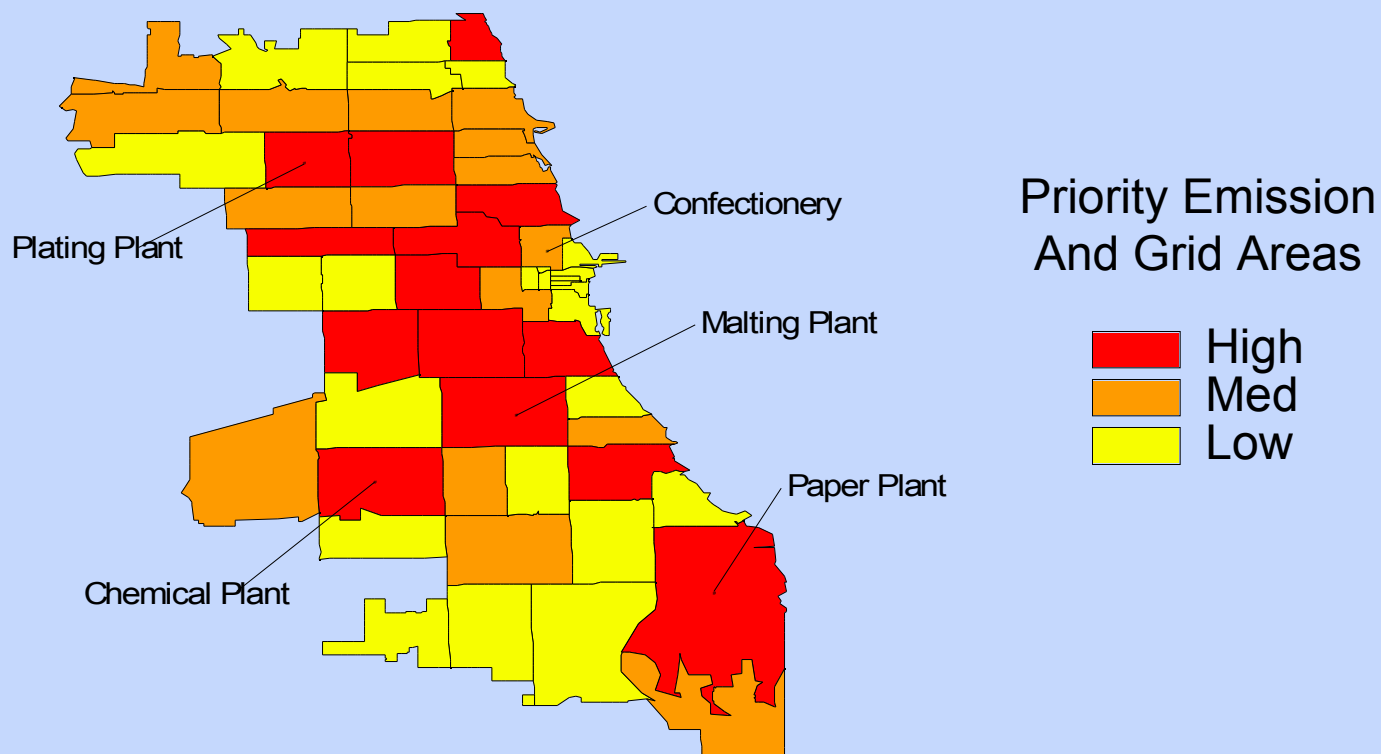 Priority Emission
And Grid Areas
Confectionery
Plating Plant
Malting Plant
High
Med
Low
Paper Plant
Chemical Plant